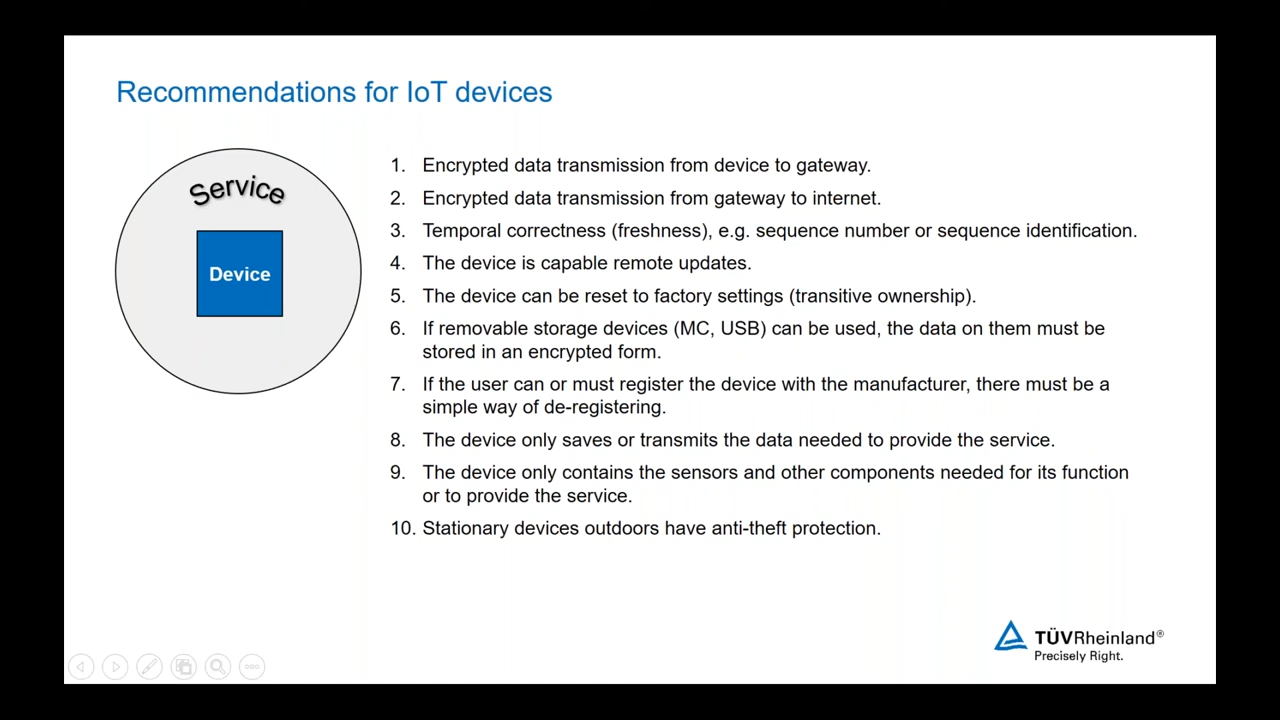 Recommendations for IoT devices
Service
Device
1. Encrypted data transmission from device to gateway.
2. Encrypted data transmission from gateway to internet.
3. Temporal correctness (freshness), e.g. sequence number or sequence identification.
4. The device is capable remote updates.
5. The device can be reset to factory settings (transitive ownership).
6. If removable storage devices (MC, USB) can be used, the data on them must be
stored in an encrypted form.
7. If the user can or must register the device with the manufacturer, there must be a
simple way of de-registering.
8. The device only saves or transmits the data needed to provide the service.
9. The device only contains the sensors and other components needed for its function
or to provide the service.
10. Stationary devices outdoors have anti-theft protection.
TÜVRheinland®
Precisely Right.